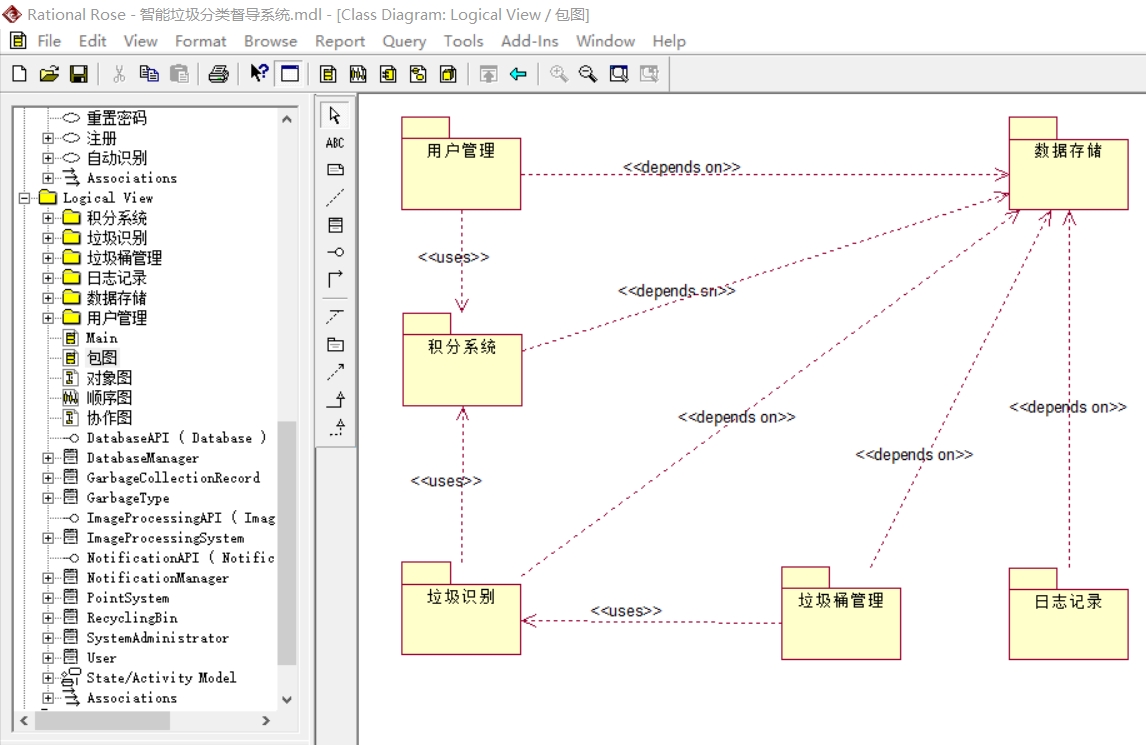 Rational Rose - 智能垃圾分类督导系统.mdl - [Class Diagram: Logical View / 包图]
File Edit View Format Browse Report Query Tools Add-Ins Window Help
重置密码
注册
自动识别
Associations
Logical View
积分系统
垃圾识别
垃圾桶管理
日志记录
数据存储
用户管理
Main
包图
对象图
顺序图
协作图
DatabaseAPI ( Database )
DatabaseManager
GarbageCollectionRecord
GarbageType
ImageProcessingAPI ( Imag
ImageProcessingSystem
NotificationAPI ( Notific
NotificationManager
PointSystem
RecyclingBin
SystemAdministrator
User
State/Activity Model
Associations
ABC
用户管理
<<depends on>>
数据存储
<<uses>>
<<depends on>>
积分系统
<<depends on>>
<<depends on>>
<<depends on>>
<<uses>>
垃圾识别
<<uses>>
垃圾桶管理
日志记录